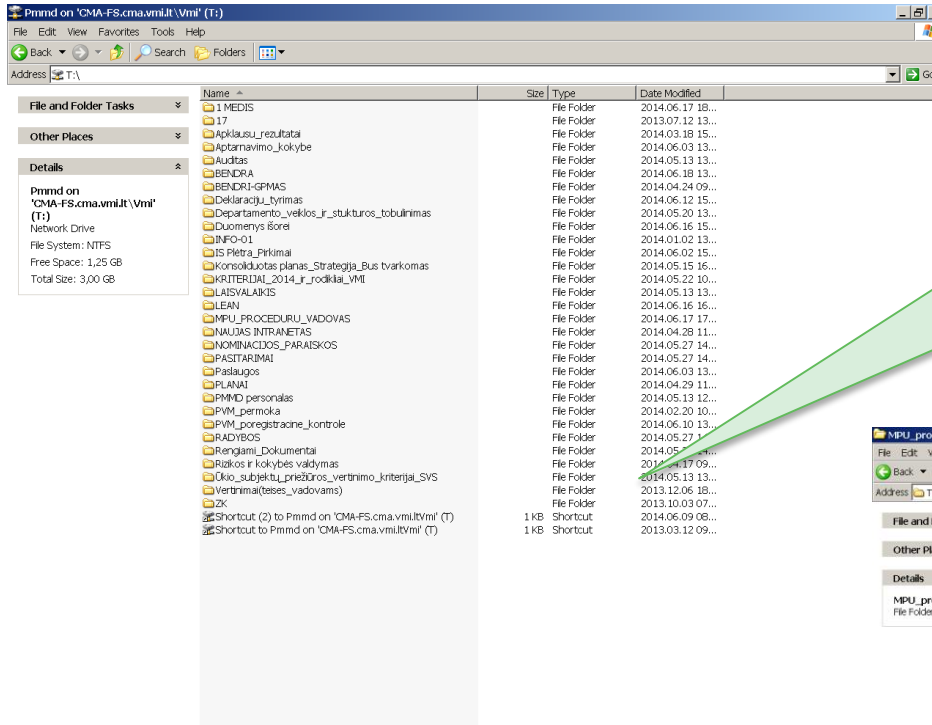 Pmmd on 'CMA-FS.cma.vmi.lt\Vmi' (T:)
File Edit View Favorites Tools Help
Back Search Folders
Address T:\ Go
File and Folder Tasks
Other Places
Details
Pmmd on
'CMA-FS.cma.vmi.lt\Vmi'
(T:)
Network Drive
File System: NTFS
Free Space: 1,25 GB
Total Size: 3,00 GB
Name Size Type Date Modified
1 MEDIS File Folder 2014.06.17 18...
17 File Folder 2013.07.12 13...
Apklausu_rezultatai File Folder 2014.03.18 15...
Aptarnavimo_kokybe File Folder 2014.06.03 13...
Auditas File Folder 2014.05.13 13...
BENDRA File Folder 2014.06.18 13...
BENDRI-GPMAS File Folder 2014.04.24 09...
Deklaraciju_tyrimas File Folder 2014.06.12 15...
Departamento_veiklos_ir_stukturos_tobulinimas File Folder 2014.05.20 13...
Duomenys išorei File Folder 2014.06.16 15...
INFO-01 File Folder 2014.01.02 13...
IS Plėtra_Pirkimai File Folder 2014.06.02 15...
Konsoliduotas planas_Strategija_Bus tvarkomas File Folder 2014.05.15 16...
KRITERIJAI_2014_ir_rodikliai_VMI File Folder 2014.05.22 10...
LAISVALAIKIS File Folder 2014.05.13 13...
LEAN File Folder 2014.06.16 16...
MPU_PROCEDURU_VADOVAS File Folder 2014.06.17 17...
NAUJAS INTRANETAS File Folder 2014.04.28 11...
NOMINACIJOS_PARAISKOS File Folder 2014.05.27 14...
PASITARIMAI File Folder 2014.05.27 14...
Paslaugos File Folder 2014.06.03 13...
PLANAI File Folder 2014.04.29 11...
PMMD personalas File Folder 2014.05.13 12...
PVM_permoka File Folder 2014.02.20 10...
PVM_poregistracine_kontrole File Folder 2014.06.10 13...
RADYBOS File Folder 2014.05.27
Rengiami_Dokumentai File Folder 2014.05
Rizikos ir kokybės valdymas File Folder 17 09...
Ūkio_subjektų_priežiūros_vertinimo_kriterijai_SVS File Folder 2014.05.13 13...
Vertinimai(teises_vadovams) File Folder 2013.12.06 18...
ZK File Folder 2013.10.03 07...
Shortcut (2) to Pmmd on 'CMA-FS.cma.vmi.ltVmi' (T) 1 KB Shortcut 2014.06.09 08...
Shortcut to Pmmd on 'CMA-FS.cma.vmi.ltVmi' (T) 1 KB Shortcut 2013.03.12 09...
MPU_pro
File Edit V
Back
Address T
File and
Other Pl
Details
MPU_pr
File Folder